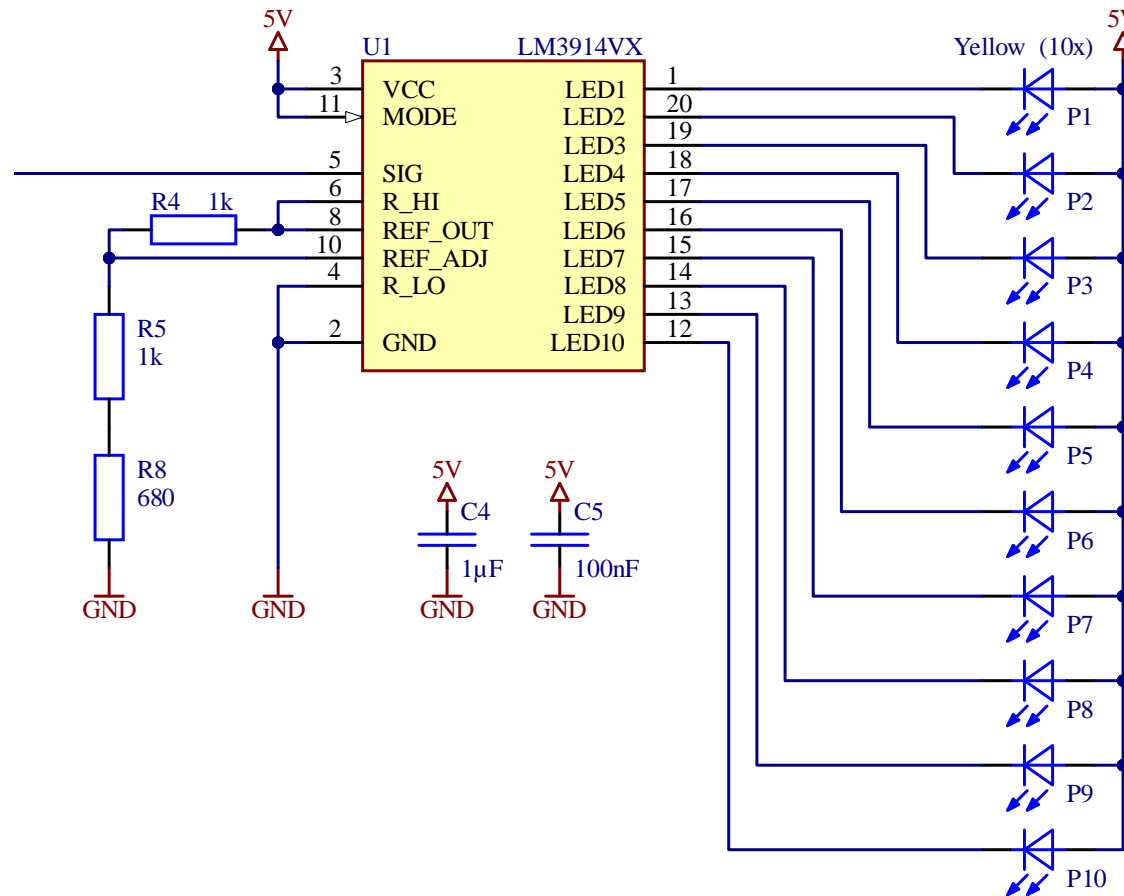 5V
5V
U1 LM3914VX
Yellow (10x)
3 VCC LED1 1
11 MODE LED2 20
LED3 19
5 SIG LED4 18
6 R_HI LED5 17
8 REF_OUT LED6 16
10 REF_ADJ LED7 15
4 R_LO LED8 14
LED9 13
2 GND LED10 12
R4 1k
R5
1k
R8
680
GND
GND
5V
C4
1µF
GND
5V
C5
100nF
GND
P1
P2
P3
P4
P5
P6
P7
P8
P9
P10